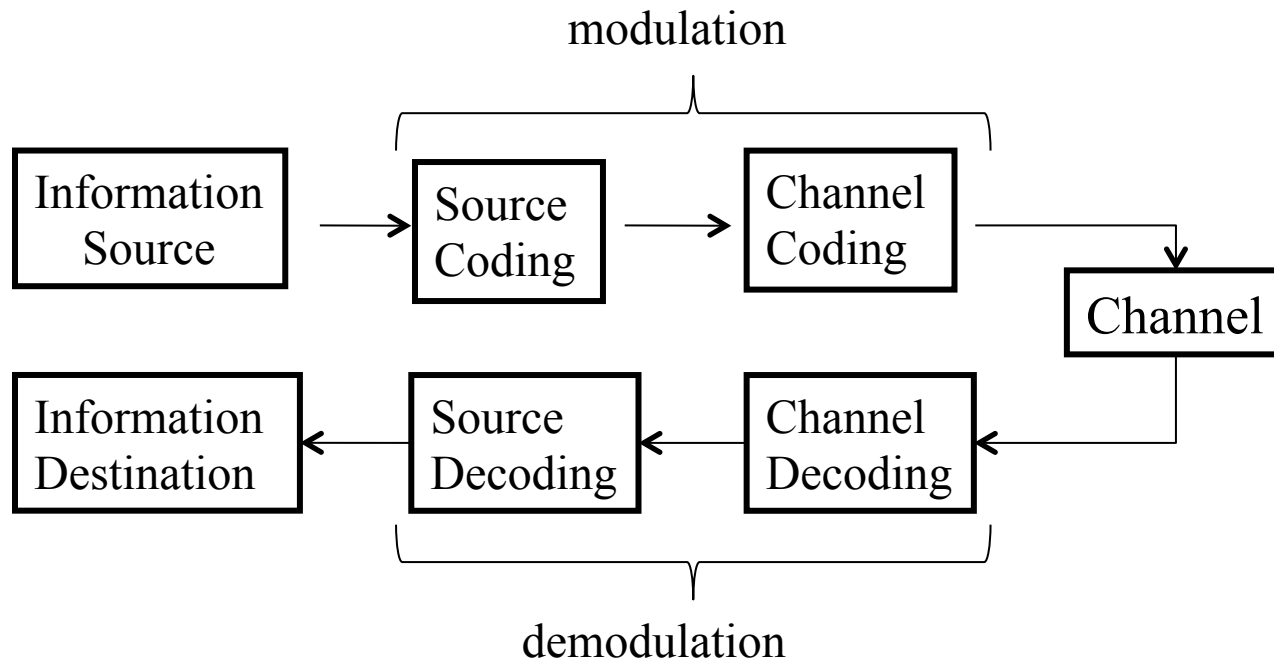 modulation
Information
Source
Source
Coding
Channel
Coding
Channel
Information
Destination
Source
Decoding
Channel
Decoding
demodulation